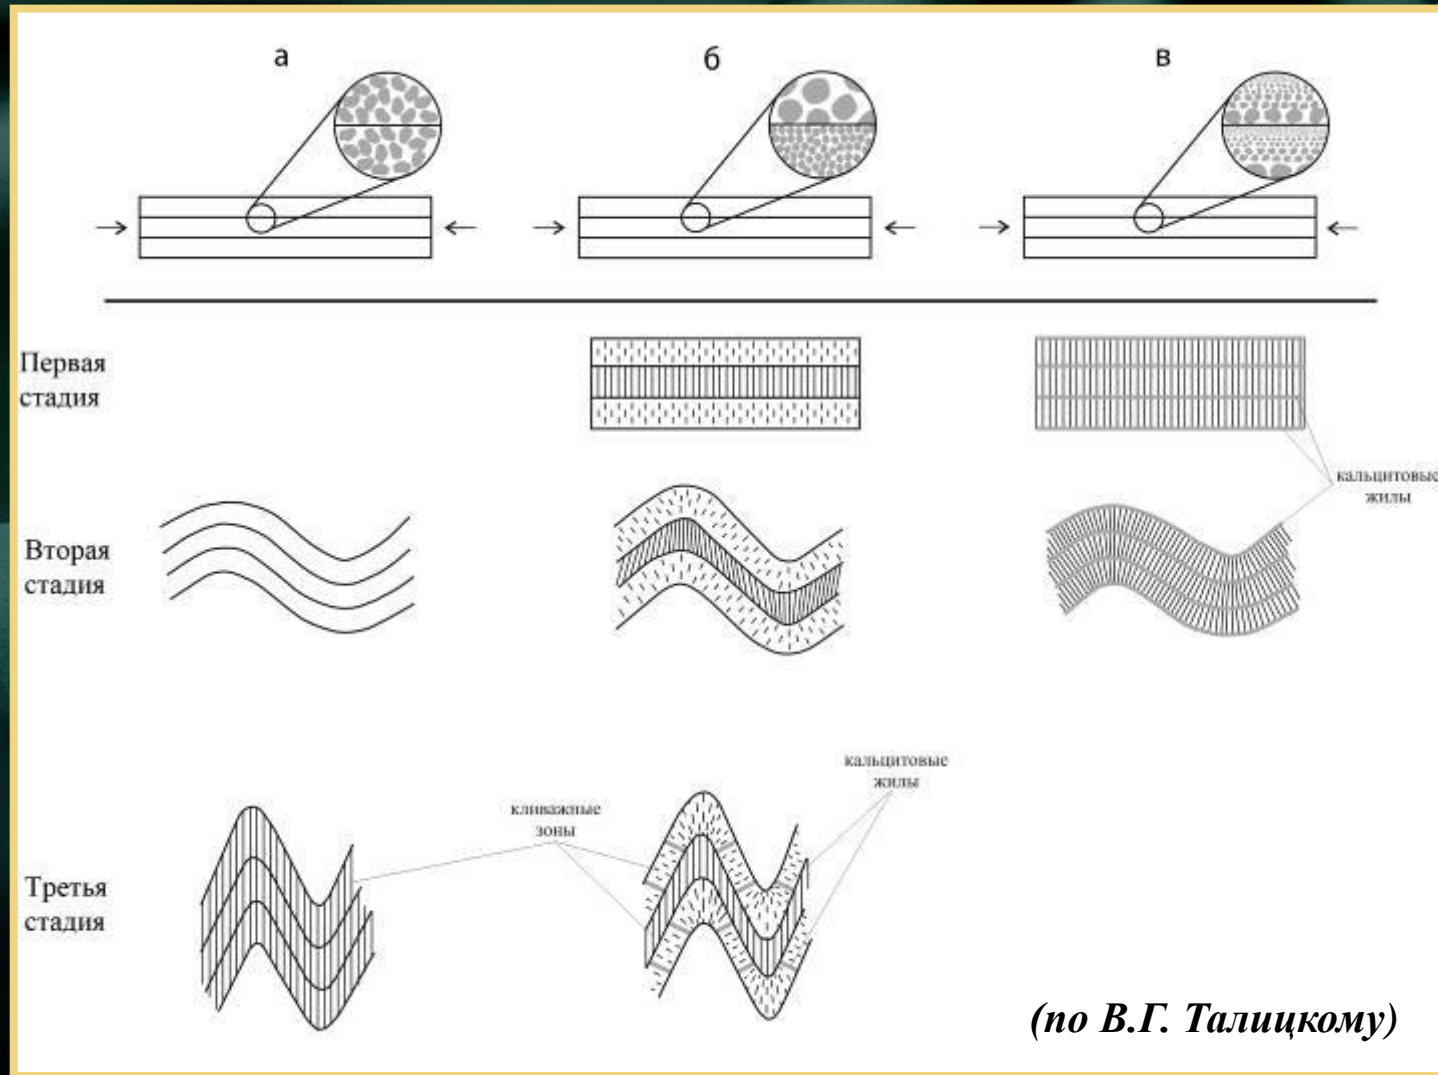 а
б
в
Первая
стадия
кальцитовые
жилы
Вторая
стадия
кальцитовые
жилы
кливажные
зоны
Третья
стадия
(по В.Г. Талицкому)